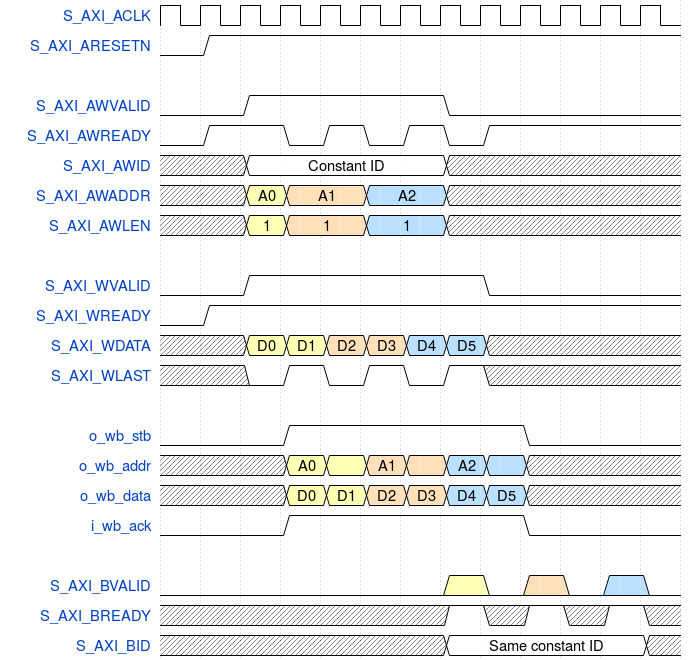 S_AXI_ACLK
S_AXI_ARESETN
S_AXI_AWVALID
S_AXI_AWREADY
S_AXI_AWID Constant ID
S_AXI_AWADDR A0 A1 A2
S_AXI_AWLEN 1 1 1
S_AXI_WVALID
S_AXI_WREADY
S_AXI_WDATA D0 D1 D2 D3 D4 D5
S_AXI_WLAST
o_wb_stb
o_wb_addr A0 A1 A2
o_wb_data D0 D1 D2 D3 D4 D5
i_wb_ack
S_AXI_BVALID
S_AXI_BREADY
S_AXI_BID Same constant ID